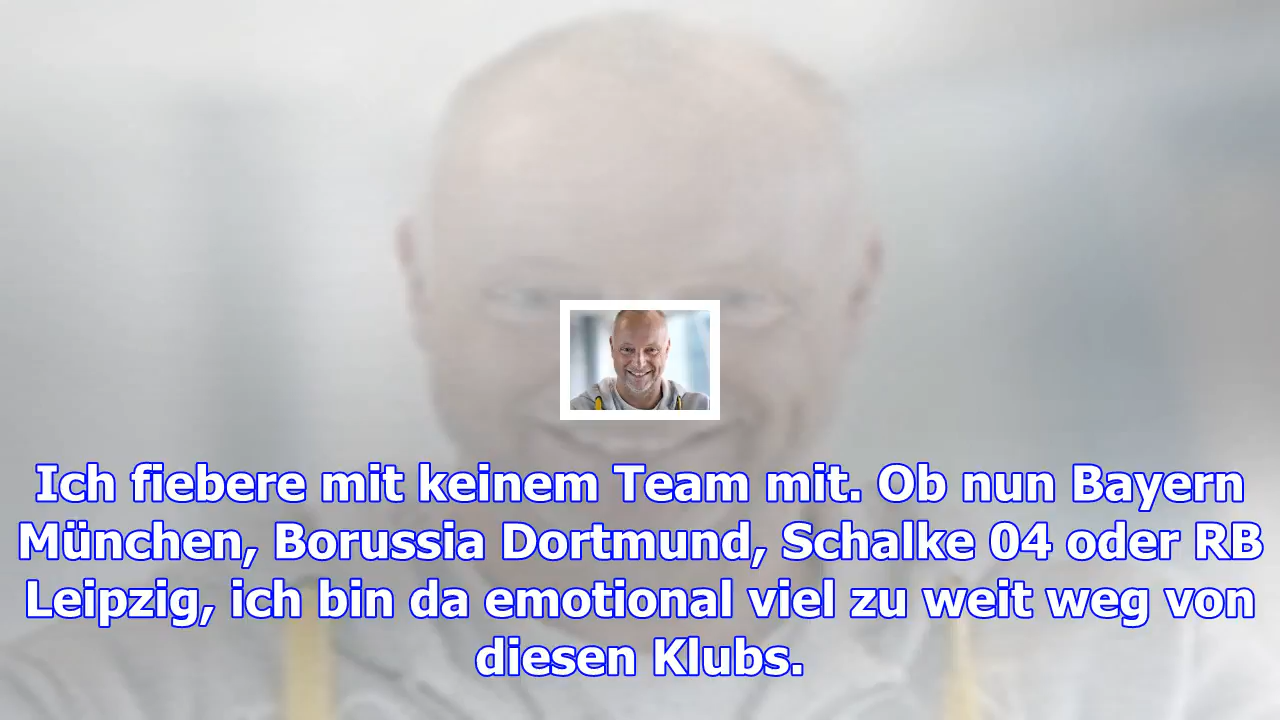 Ich fiebere mit keinem Team mit. Ob nun Bayern
München, Borussia Dortmund, Schalke 04 oder RB
Leipzig, ich bin da emotional viel zu weit weg von
diesen Klubs.